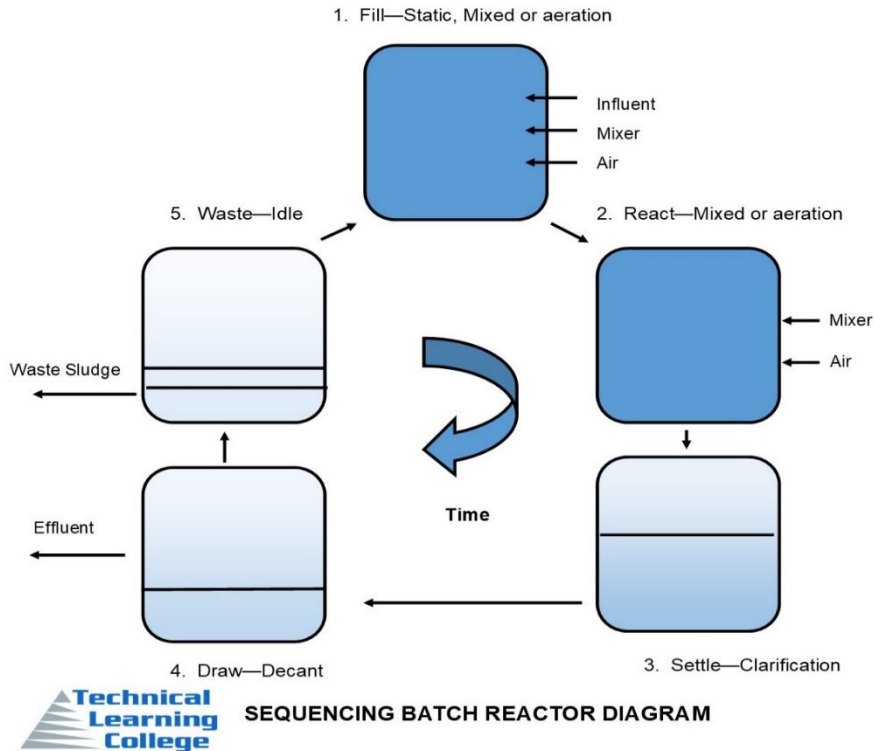 1. Fill—Static, Mixed or aeration
Influent
Mixer
Air
5. Waste—Idle
2. React—Mixed or aeration
Mixer
Air
Waste Sludge
Time
Effluent
4. Draw—Decant
3. Settle—Clarification
Technical
Learning
College
SEQUENCING BATCH REACTOR DIAGRAM